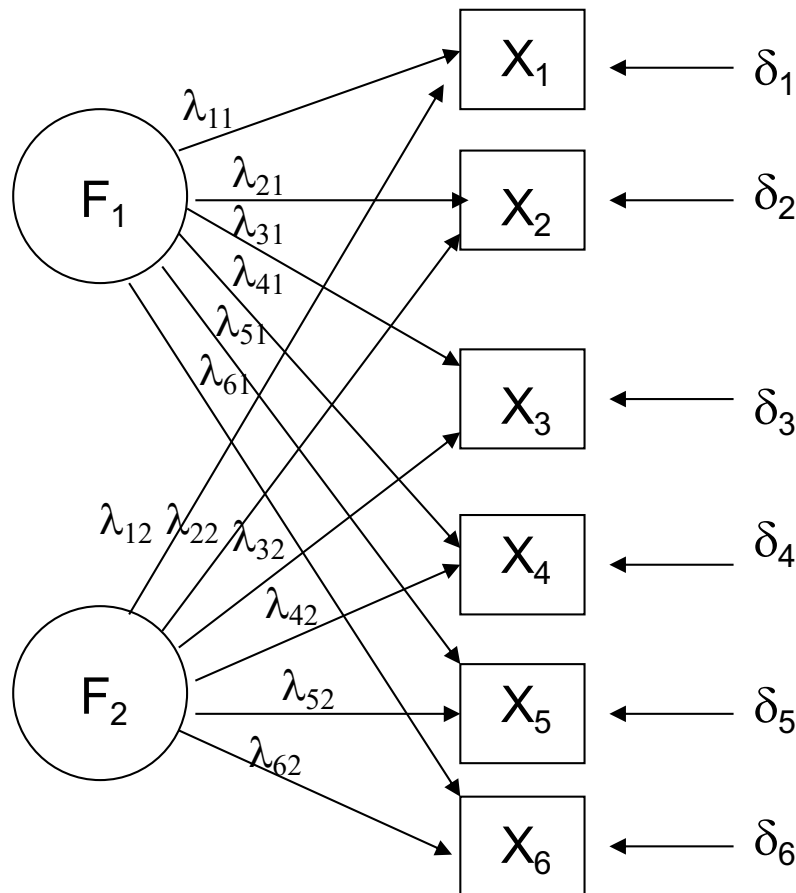 X₁
δ₁
λ₁₁
λ₂₁
X₂
δ₂
F₁
λ₃₁
λ₄₁
λ₅₁
λ₆₁
X₃
δ₃
λ₁₂ λ₂₂ λ₃₂
X₄
δ₄
λ₄₂
F₂
λ₅₂
X₅
δ₅
λ₆₂
X₆
δ₆